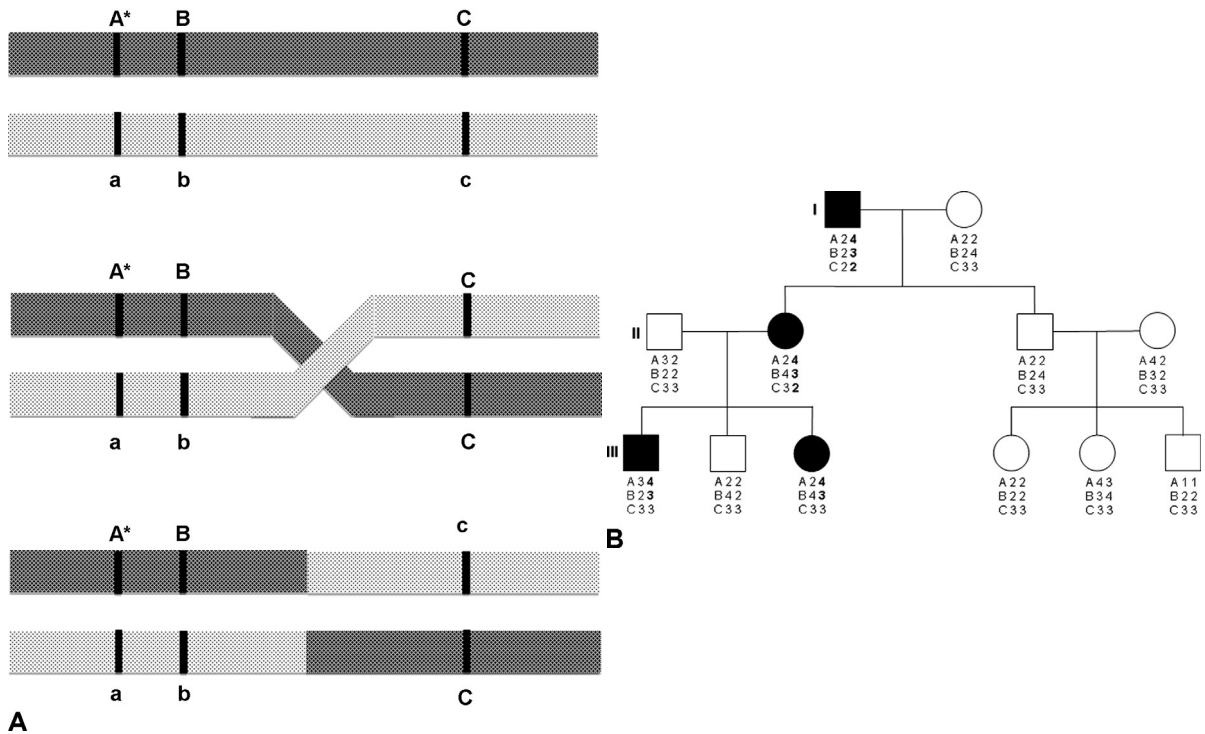 A* B C
a b c
A* B C
a b C
A* B c
a b C
A
I
A 2 4
B 2 3
C 2 2
A 2 2
B 2 4
C 3 3
II
A 3 2
B 2 2
C 3 3
A 2 4
B 4 3
C 3 2
A 2 2
B 2 4
C 3 3
A 4 2
B 3 2
C 3 3
III
A 3 4
B 2 3
C 3 3
A 2 2
B 4 2
C 3 3
A 2 4
B 4 3
C 3 3
A 2 2
B 2 2
C 3 3
A 4 3
B 3 4
C 3 3
A 1 1
B 2 2
C 3 3
B